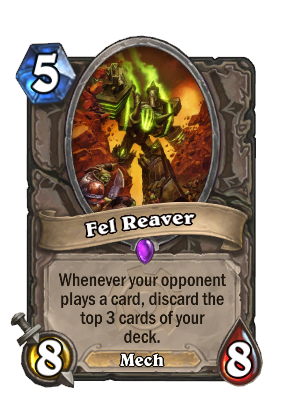 5
Fel Reaver
Whenever your opponent
plays a card, discard the
top 3 cards of your
deck.
8
Mech
8